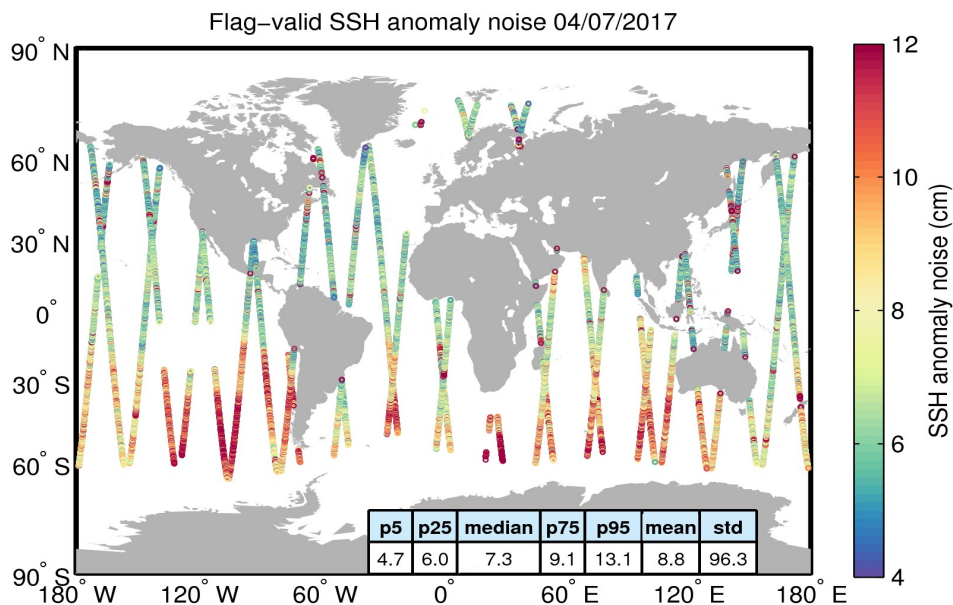 Flag−valid SSH anomaly noise 04/07/2017
90° N
60° N
30° N
0°
30° S
60° S
90° S
180° W
120° W
60° W
0°
60° E
120° E
180° E
p5 p25 median p75 p95 mean std
4.7 6.0 7.3 9.1 13.1 8.8 96.3
12
10
8
6
4
SSH anomaly noise (cm)